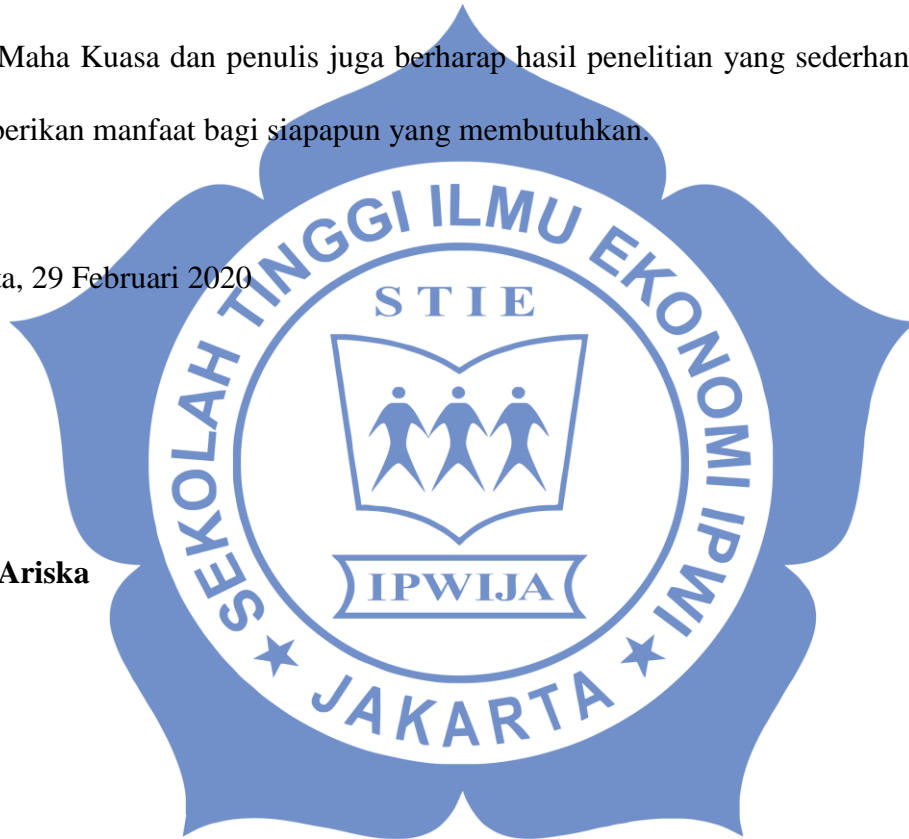 Maha Kuasa dan penulis juga berharap hasil penelitian yang sederhan
berikan manfaat bagi siapapun yang membutuhkan.
ta, 29 Februari 2020
Ariska
SEKOLAH TINGGI ILMU EKONOMI IPWI
STIE
IPWIJA
★ JAKARTA ★